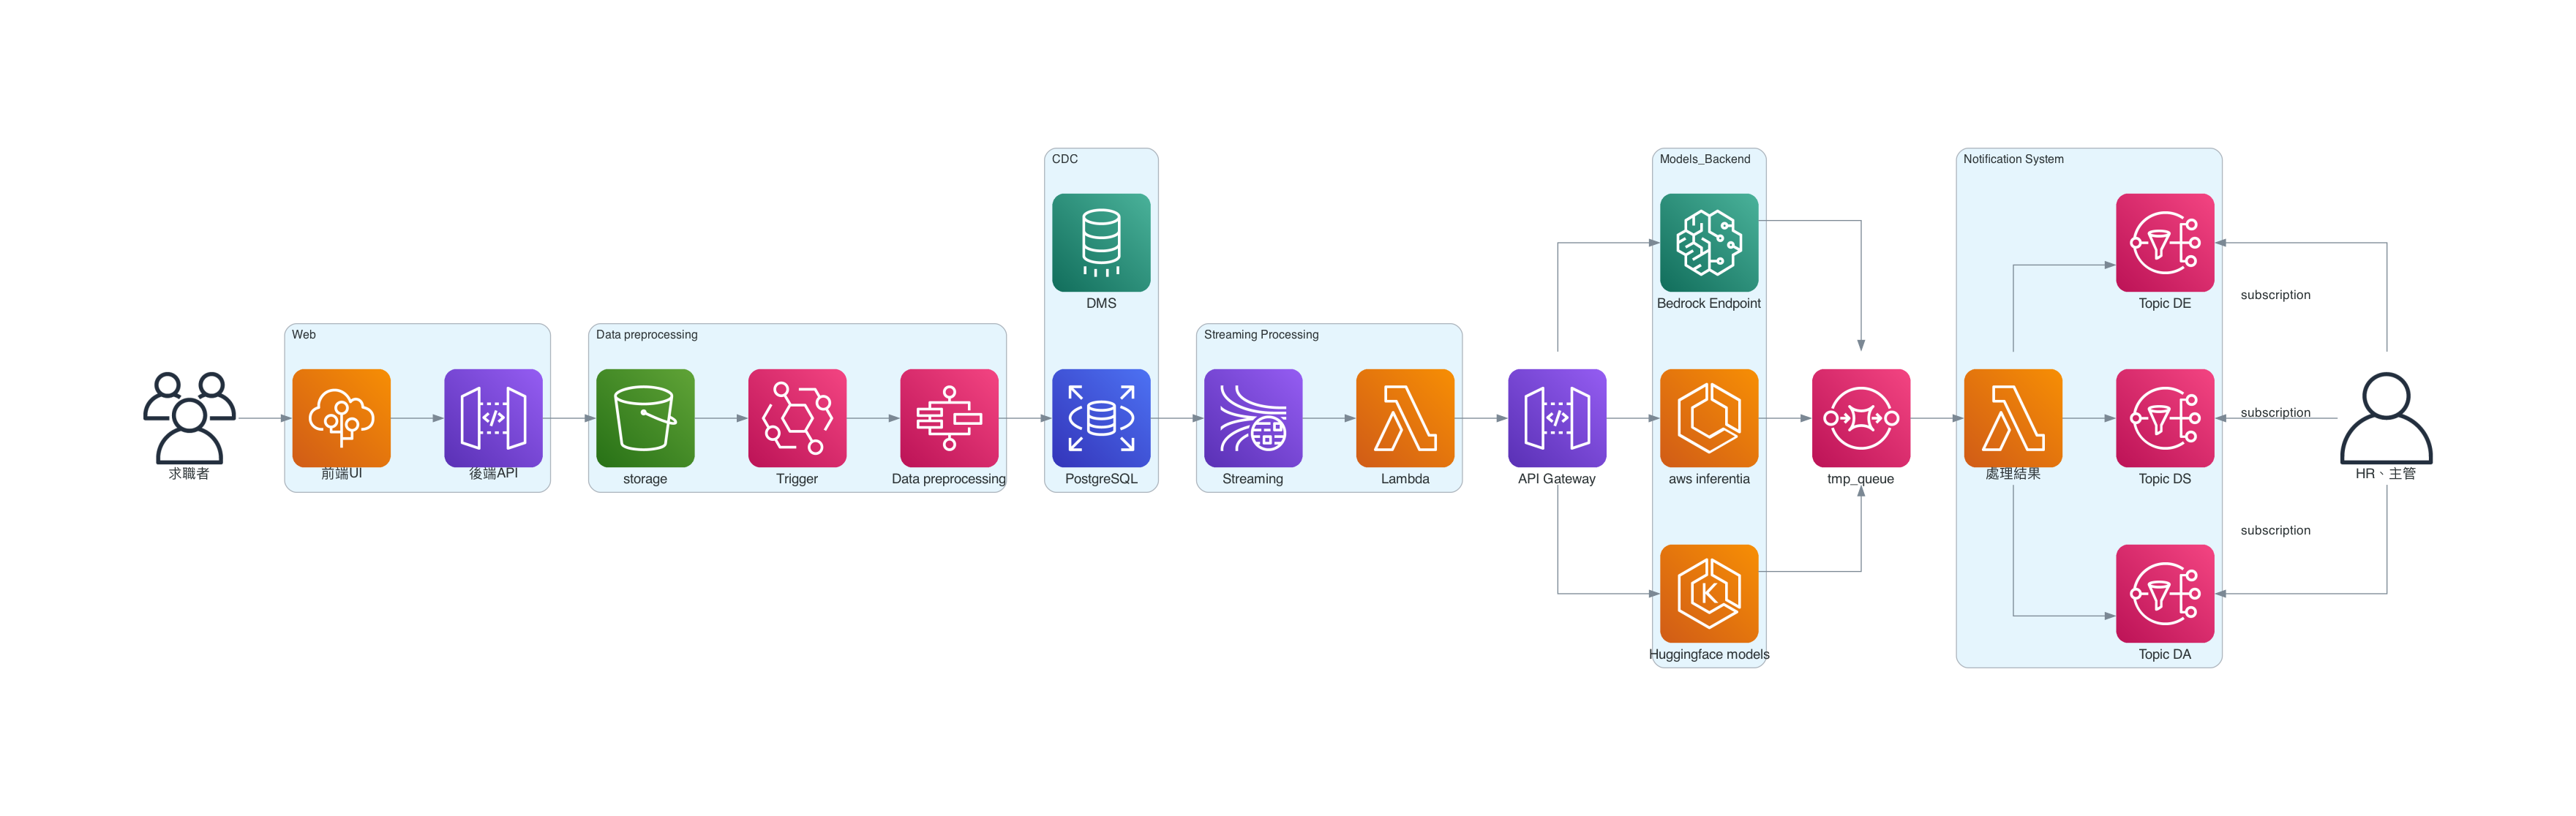 求職者
Web
前端UI
後端API
Data preprocessing
storage
Trigger
Data preprocessing
CDC
DMS
PostgreSQL
Streaming Processing
Streaming
Lambda
API Gateway
Models_Backend
Bedrock Endpoint
aws inferentia
Huggingface models
tmp_queue
Notification System
處理結果
Topic DE
Topic DS
Topic DA
subscription
subscription
subscription
HR、主管